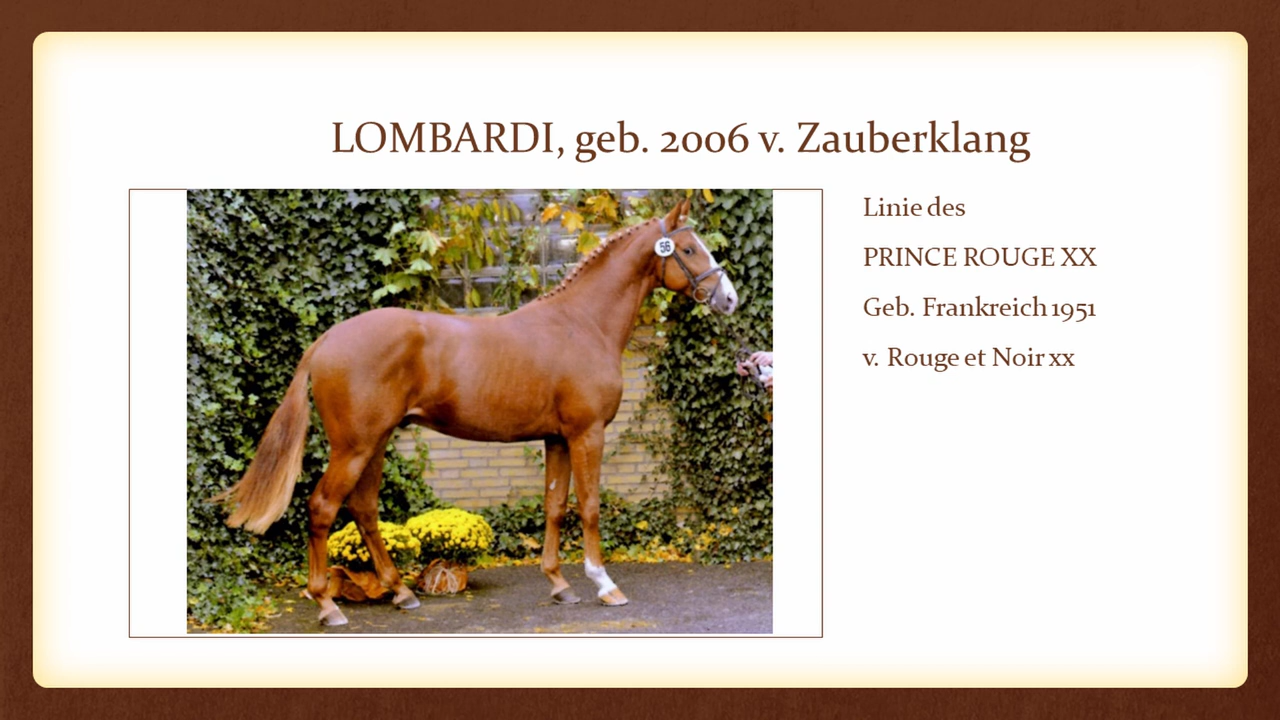 LOMBARDI, geb. 2006 v. Zauberklang
56
Linie des
PRINCE ROUGE XX
Geb. Frankreich 1951
v. Rouge et Noir xx